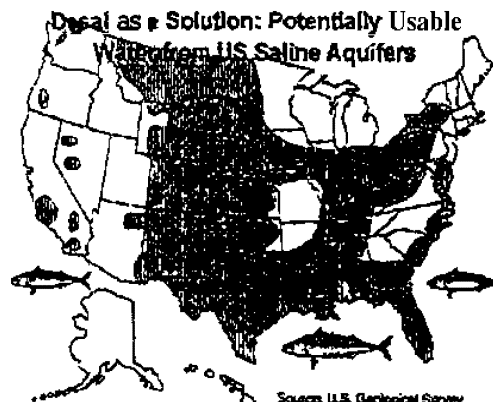 Desal as a Solution: Potentially Usable
Water from US Saline Aquifers
Source: U.S. Geological Survey